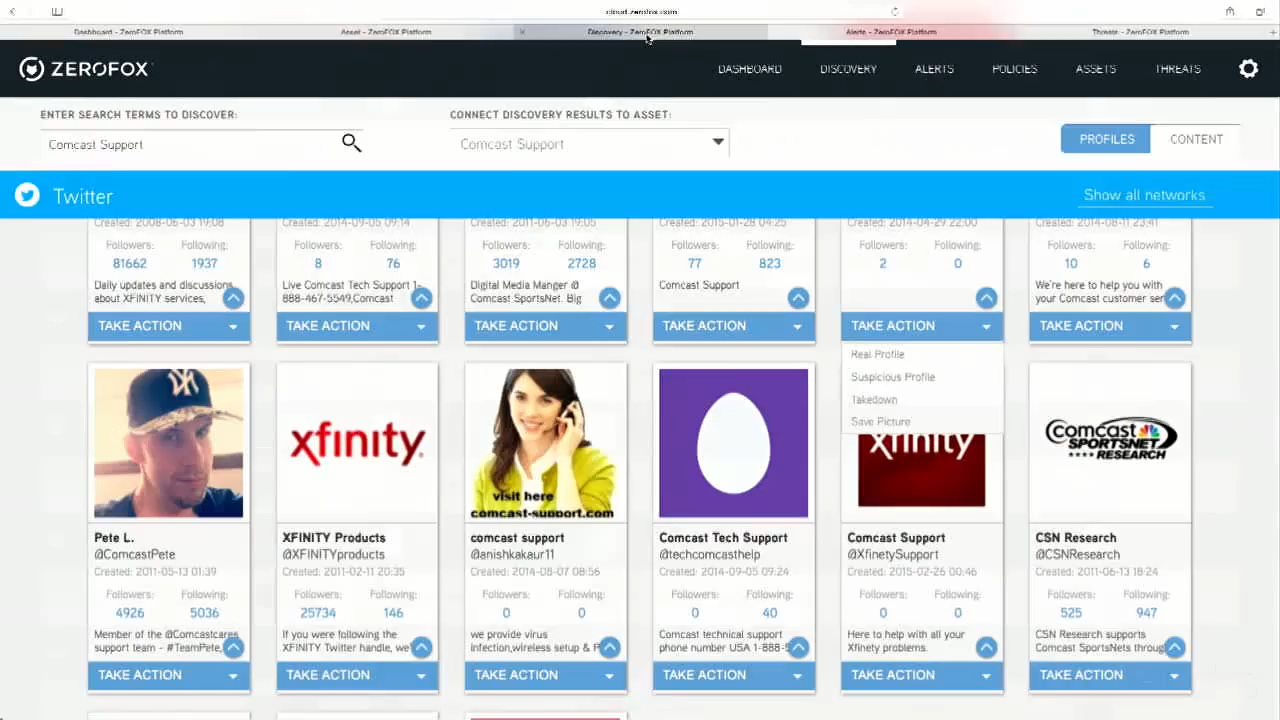 cloud.zerofox.com
Dashboard - ZeroFOX Platform
Asset - ZeroFOX Platform
Discovery - ZeroFOX Platform
Alerts - ZeroFOX Platform
Threats - ZeroFOX Platform
ZEROFOX
DASHBOARD
DISCOVERY
ALERTS
POLICIES
ASSETS
THREATS
ENTER SEARCH TERMS TO DISCOVER:
CONNECT DISCOVERY RESULTS TO ASSET:
Comcast Support
Comcast Support
PROFILES
CONTENT
Twitter
Show all networks
Created: 2008-06-03 19:08
Created: 2014-09-05 09:14
Created: 2011-06-03 19:05
Created: 2015-01-28 04:25
Created: 2014-04-29 22:00
Created: 2014-08-11 23:41
Followers: Following:
Followers: Following:
Followers: Following:
Followers: Following:
Followers: Following:
Followers: Following:
81662 1937
8 76
3019 2728
77 823
2 0
10 6
Daily updates and discussions
about XFINITY services,
Live Comcast Tech Support 1-
888-467-5549,Comcast
Digital Media Manger @
Comcast SportsNet. Big
Comcast Support
We're here to help you with
your Comcast customer ser
TAKE ACTION
TAKE ACTION
TAKE ACTION
TAKE ACTION
TAKE ACTION
TAKE ACTION
Real Profile
Suspicious Profile
Takedown
Save Picture
xfinity
visit here
comcast-support.com
xfinity
Comcast
SPORTSNET
RESEARCH
Pete L.
@ComcastPete
Created: 2011-05-13 01:39
Followers: Following:
4926 5036
Member of the @Comcastcares
support team - #TeamPete,
TAKE ACTION
XFINITY Products
@XFINITYproducts
Created: 2011-02-11 20:35
Followers: Following:
25734 146
If you were following the
XFINITY Twitter handle, we'
TAKE ACTION
comcast support
@anishkakaur11
Created: 2014-08-07 08:56
Followers: Following:
0 0
we provide virus
infection,wireless setup & P
TAKE ACTION
Comcast Tech Support
@techcomcasthelp
Created: 2014-09-05 09:24
Followers: Following:
0 40
Comcast technical support
phone number USA 1-888-5
TAKE ACTION
Comcast Support
@XfinetySupport
Created: 2015-02-26 00:46
Followers: Following:
0 0
Here to help with all your
Xfinety problems.
TAKE ACTION
CSN Research
@CSNResearch
Created: 2011-06-13 18:24
Followers: Following:
525 947
CSN Research supports
Comcast SportsNets throug
TAKE ACTION